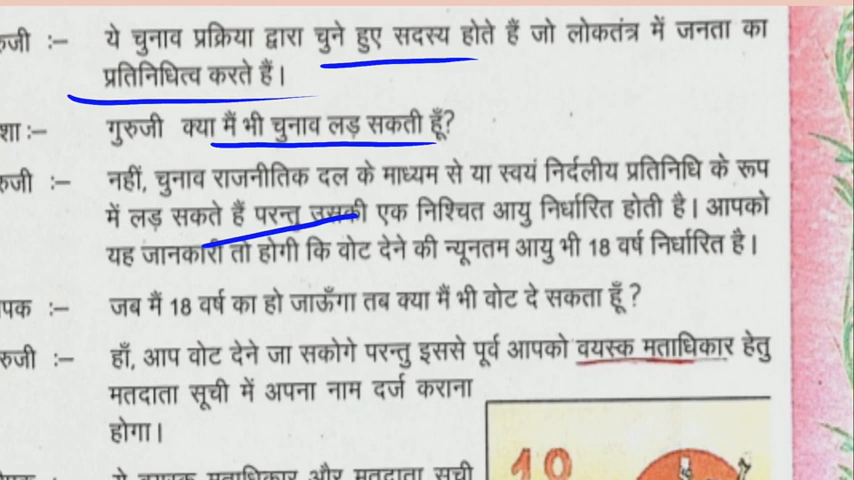 रुजी :– ये चुनाव प्रक्रिया द्वारा चुने हुए सदस्य होते हैं जो लोकतंत्र में जनता का
प्रतिनिधित्व करते हैं।
शा :– गुरुजी क्या मैं भी चुनाव लड़ सकती हूँ?
रुजी :– नहीं, चुनाव राजनीतिक दल के माध्यम से या स्वयं निर्दलीय प्रतिनिधि के रूप
में लड़ सकते हैं परन्तु उसकी एक निश्चित आयु निर्धारित होती है। आपको
यह जानकारी तो होगी कि वोट देने की न्यूनतम आयु भी 18 वर्ष निर्धारित है।
पक :– जब मैं 18 वर्ष का हो जाऊँगा तब क्या मैं भी वोट दे सकता हूँ ?
रुजी :– हाँ, आप वोट देने जा सकोगे परन्तु इससे पूर्व आपको वयस्क मताधिकार हेतु
मतदाता सूची में अपना नाम दर्ज कराना
होगा।
ये वयस्क मताधिकार और मतदाता सूची
18